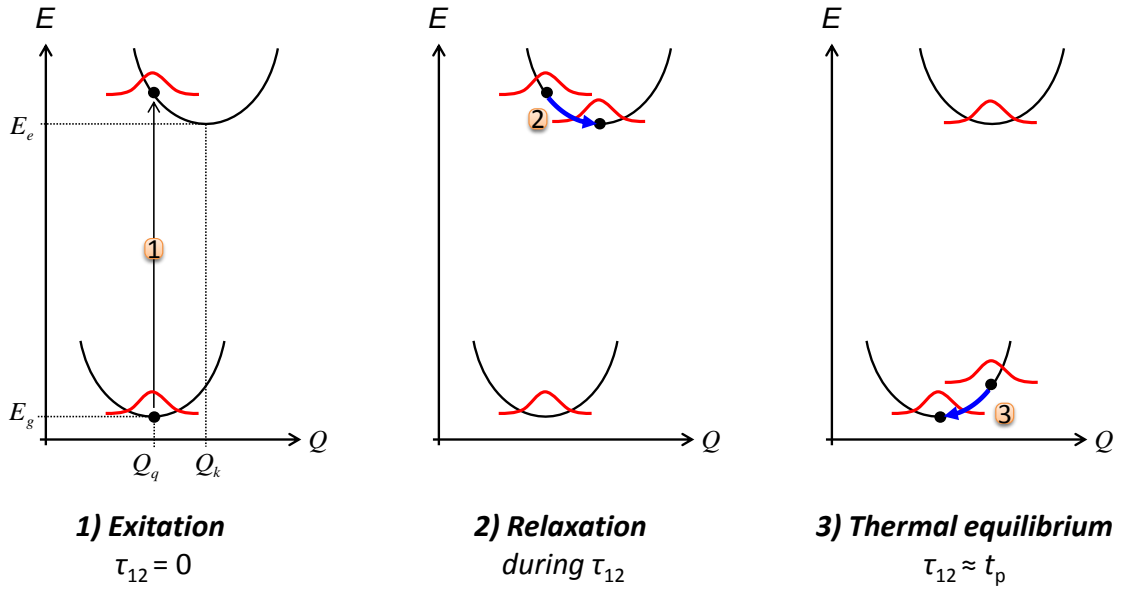 E
E
E
E_e
2
1
E_g
3
Q
Q
Q
Q_q
Q_k
1) Exitation
2) Relaxation
3) Thermal equilibrium
τ₁₂ = 0
during τ₁₂
τ₁₂ ≈ tₚ